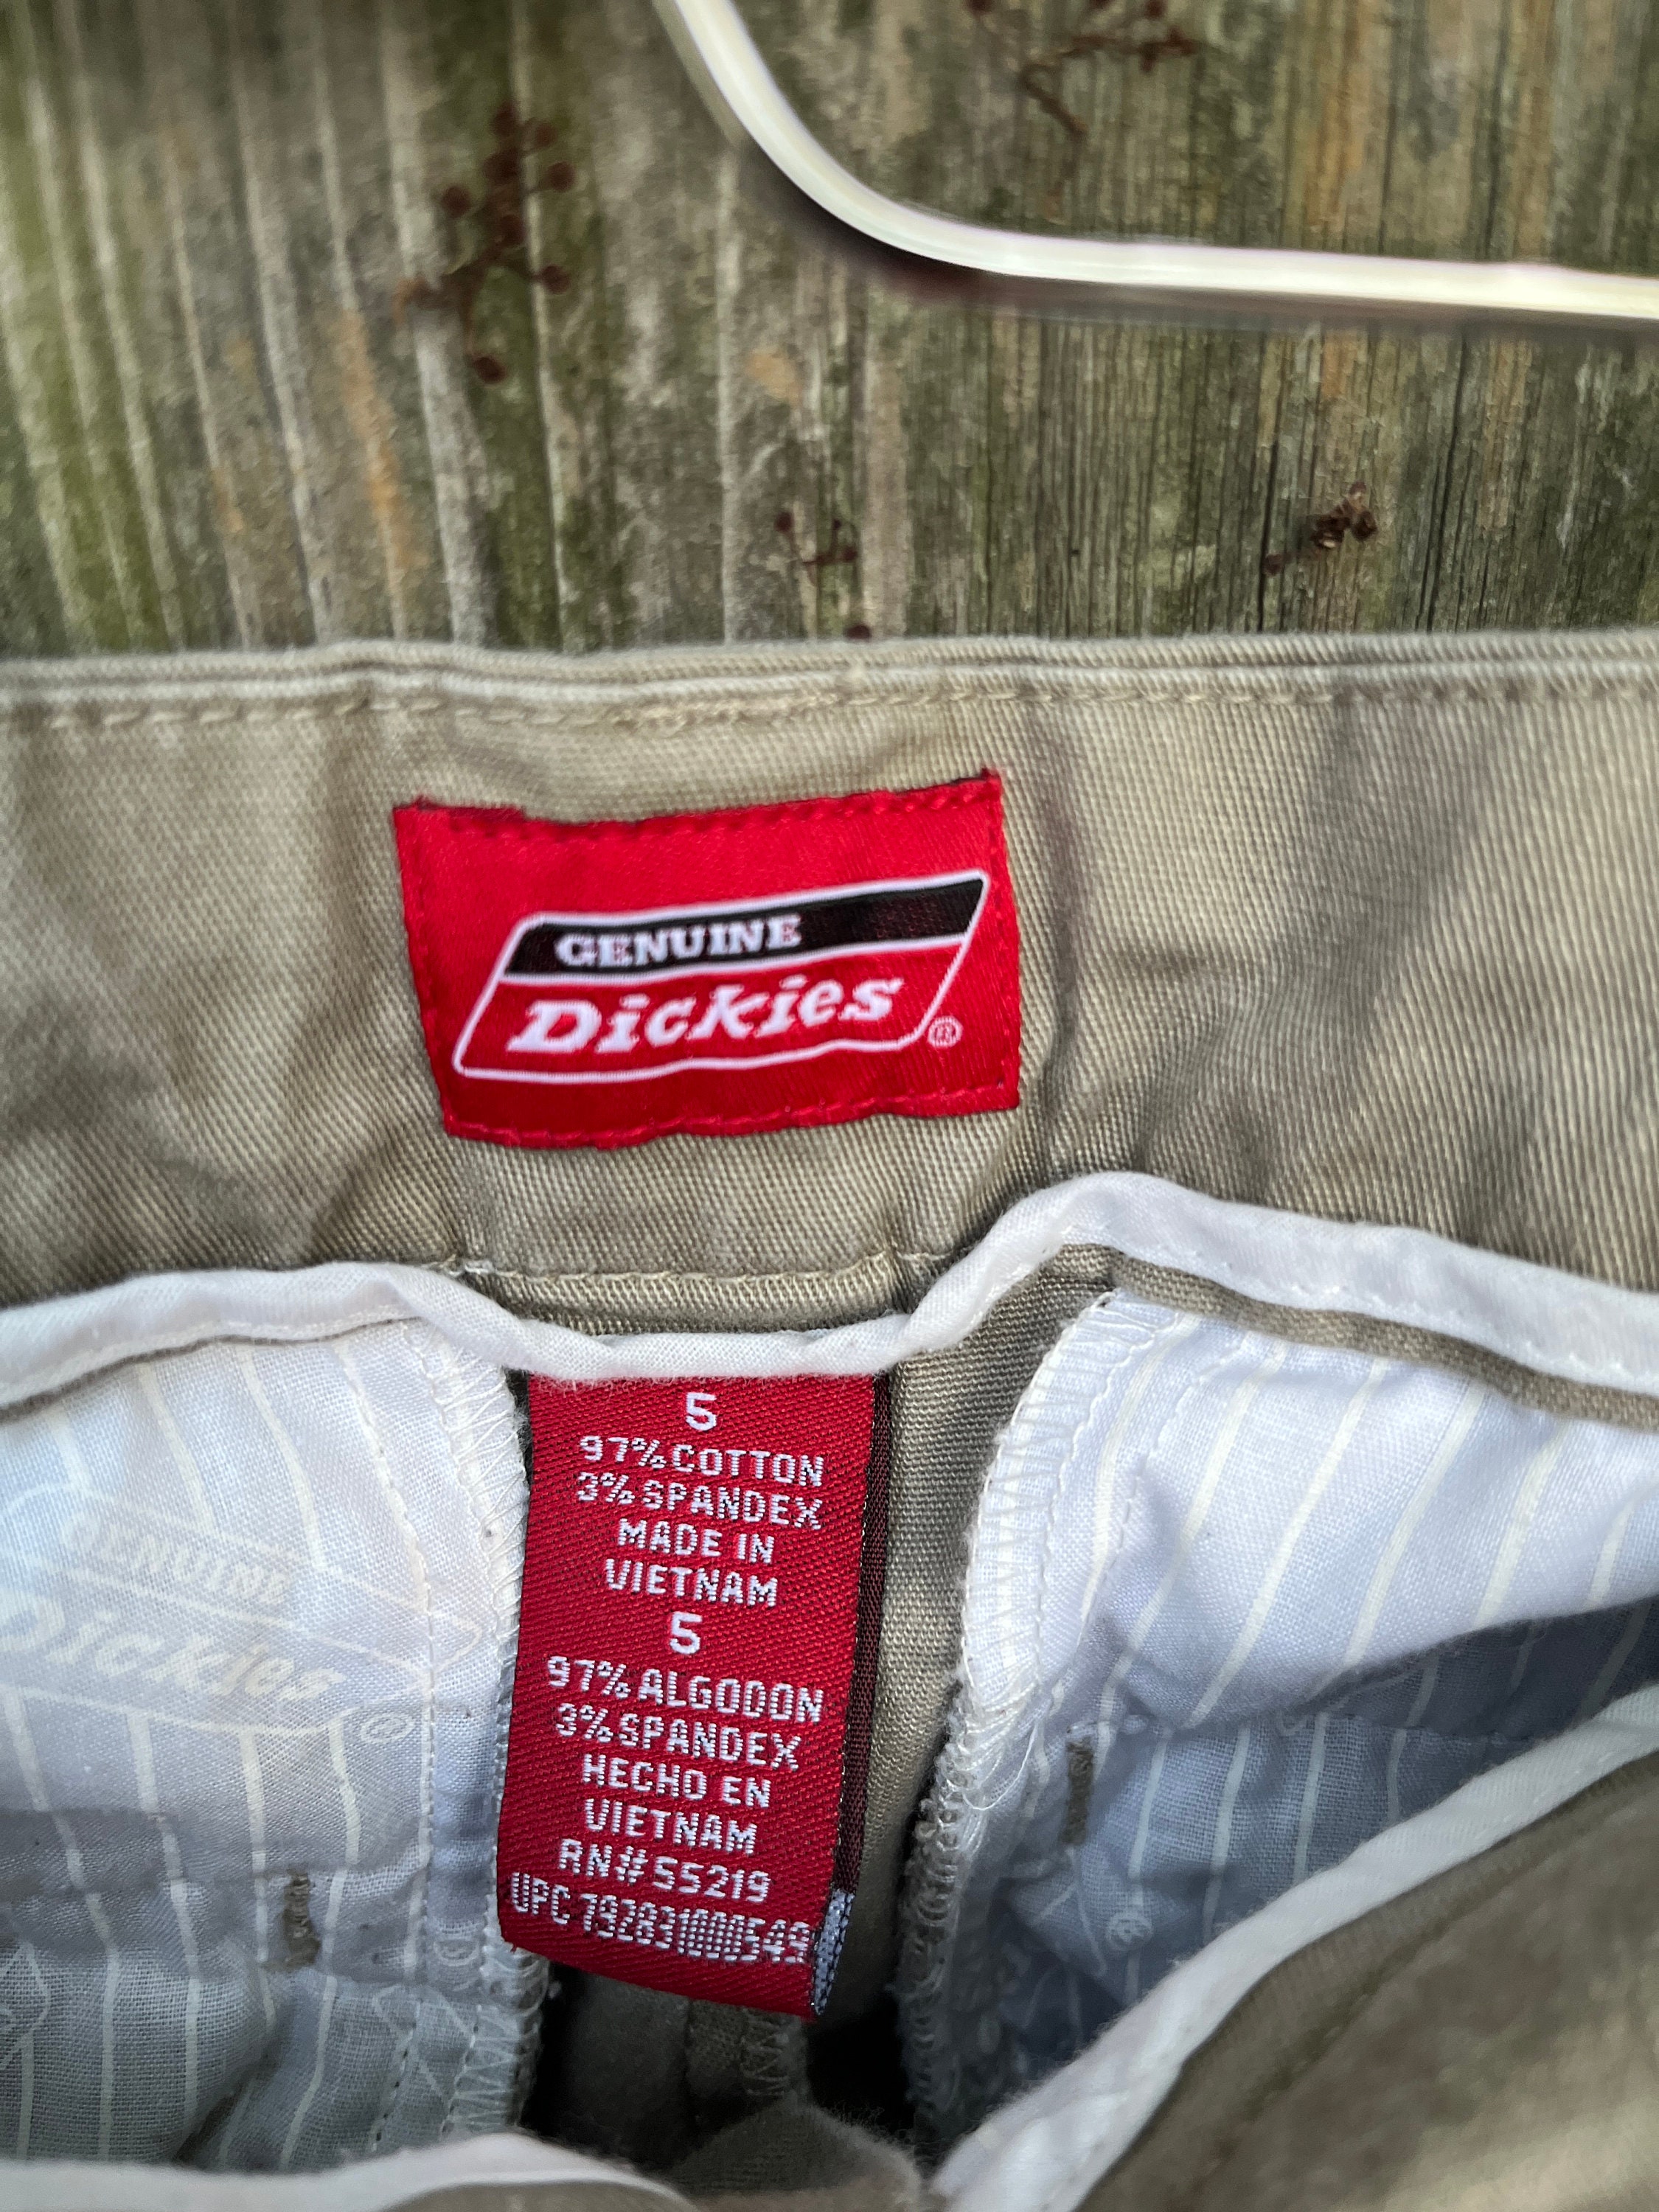 GENUINE
Dickies
®
5
97% COTTON
3% SPANDEX
MADE IN
VIETNAM
5
97% ALGODON
3% SPANDEX
HECHO EN
VIETNAM
RN# 55219
UPC
GENUINE
Dickies
®
®